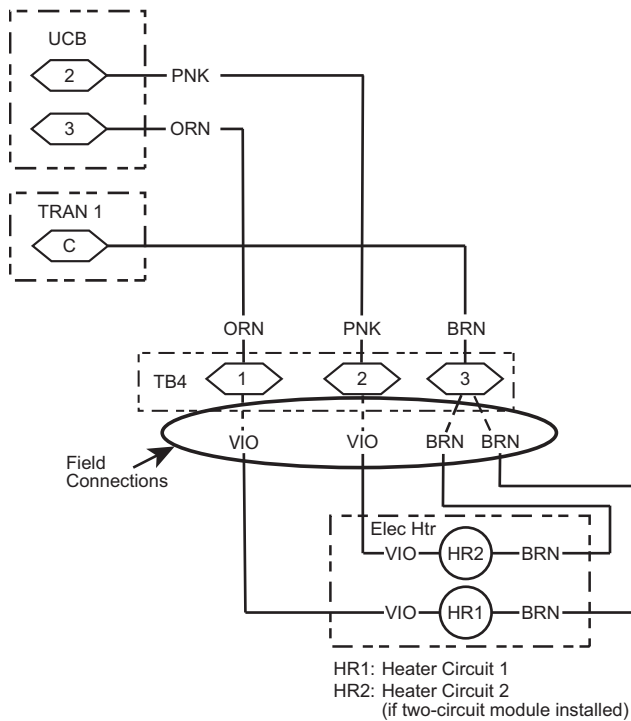 UCB
2 PNK
3 ORN
TRAN 1
C
ORN PNK BRN
TB4 1 2 3
VIO VIO BRN BRN
Field
Connections
Elec Htr
VIO HR2 BRN
VIO HR1 BRN
HR1: Heater Circuit 1
HR2: Heater Circuit 2
(if two-circuit module installed)